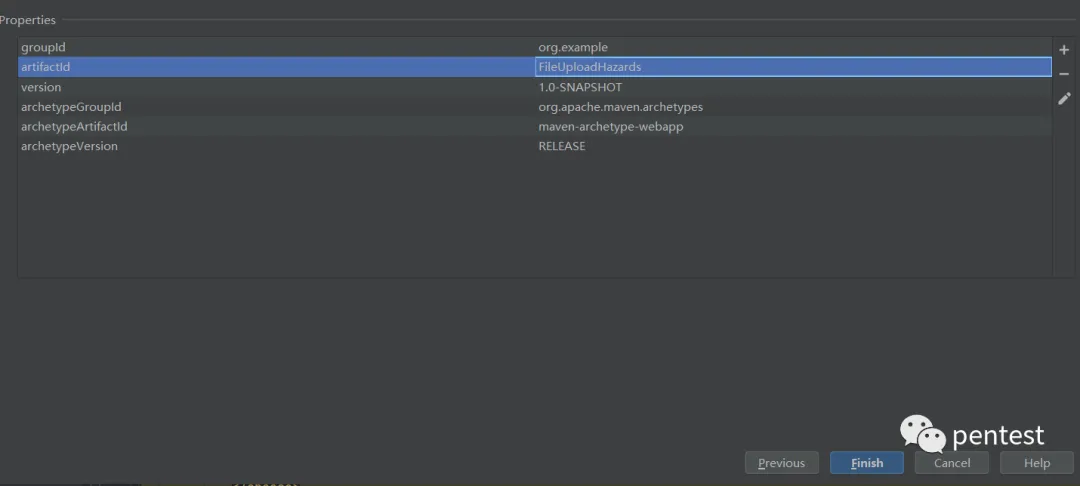 Properties
groupId org.example
artifactId FileUploadHazards
version 1.0-SNAPSHOT
archetypeGroupId org.apache.maven.archetypes
archetypeArtifactId maven-archetype-webapp
archetypeVersion RELEASE
pentest
Previous Finish Cancel Help